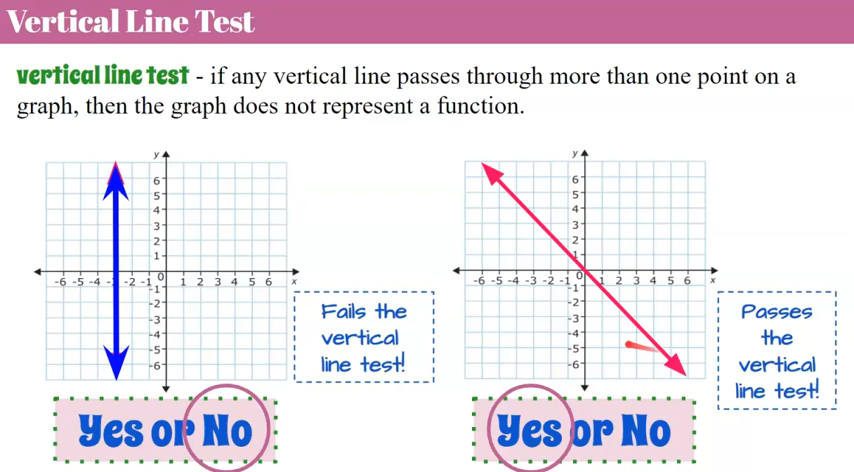 Vertical Line Test
vertical line test - if any vertical line passes through more than one point on a
graph, then the graph does not represent a function.
y
6
5
4
3
2
1
-6 -5 -4 -2 -1 0 1 2 3 4 5 6 x
-1
-2
-3
-4
-5
-6
Fails the
vertical
line test!
Yes or No
y
6
5
4
3
2
1
-6 -5 -4 -3 -2 -1 0 1 2 3 4 5 6 x
-1
-2
-3
-4
-5
-6
Passes
the
vertical
line test!
Yes or No